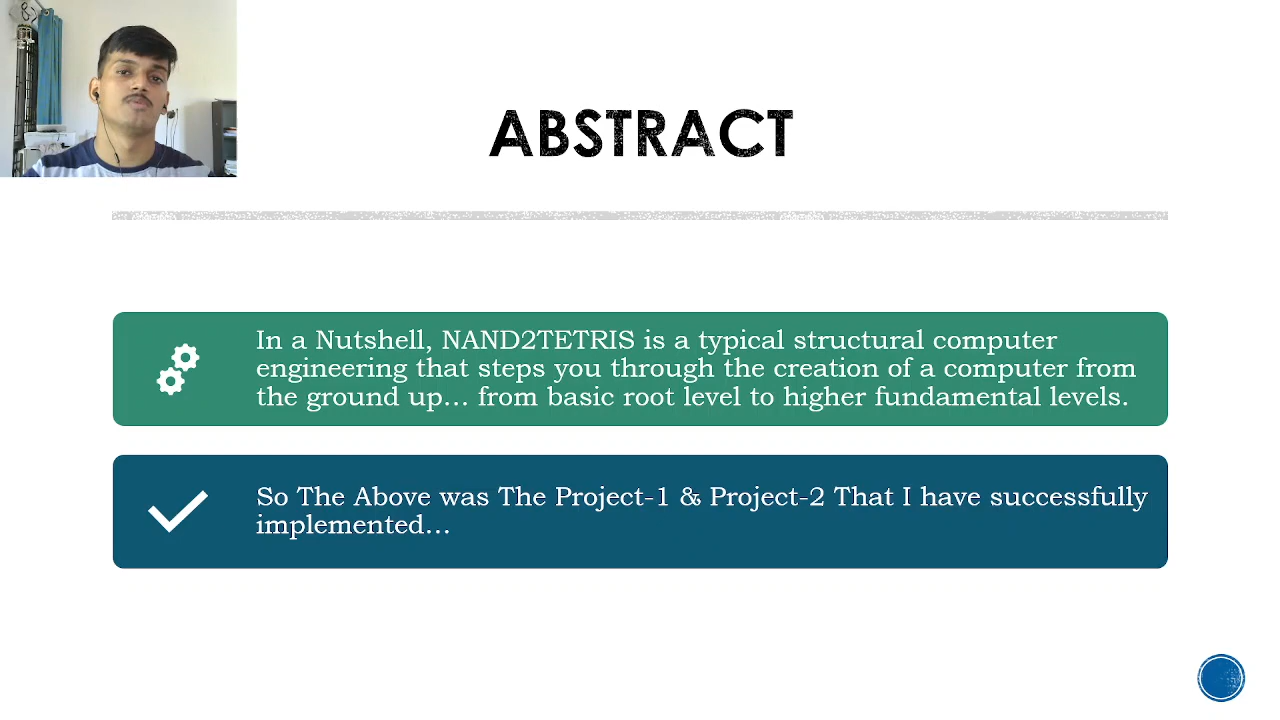 ABSTRACT
In a Nutshell, NAND2TETRIS is a typical structural computer
engineering that steps you through the creation of a computer from
the ground up... from basic root level to higher fundamental levels.
So The Above was The Project-1 & Project-2 That I have successfully
implemented...